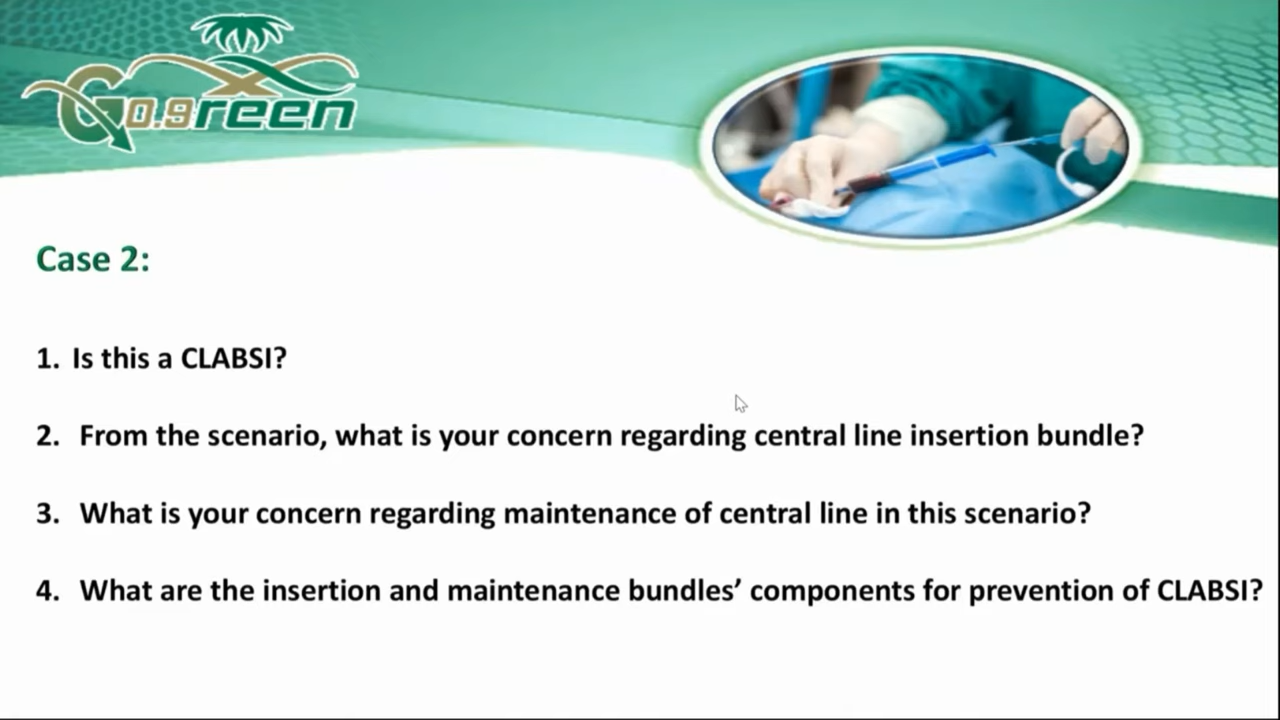 Go.green
Case 2:
1. Is this a CLABSI?
2. From the scenario, what is your concern regarding central line insertion bundle?
3. What is your concern regarding maintenance of central line in this scenario?
4. What are the insertion and maintenance bundles’ components for prevention of CLABSI?